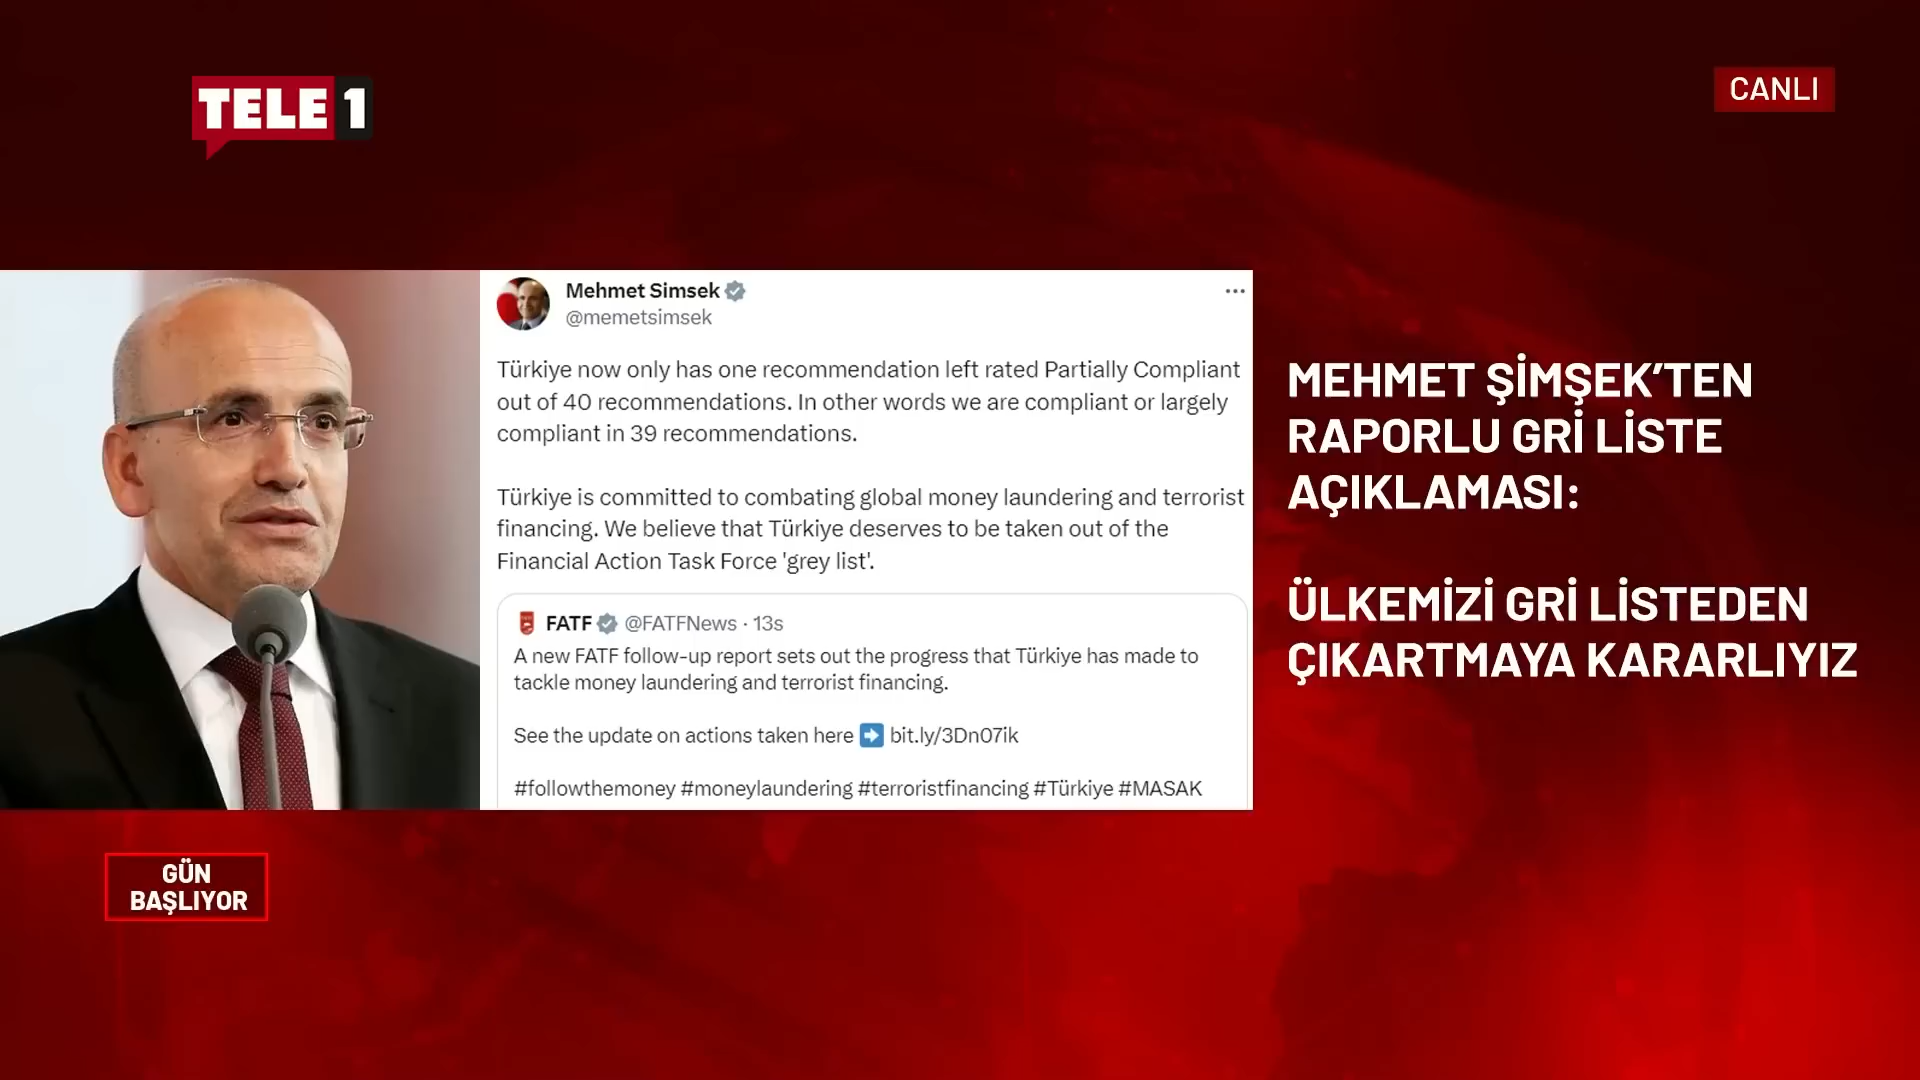 TELE 1
CANLI
Mehmet Simsek
@memetsimsek
Türkiye now only has one recommendation left rated Partially Compliant
out of 40 recommendations. In other words we are compliant or largely
compliant in 39 recommendations.
Türkiye is committed to combating global money laundering and terrorist
financing. We believe that Türkiye deserves to be taken out of the
Financial Action Task Force 'grey list'.
FATF @FATFNews · 13s
A new FATF follow-up report sets out the progress that Türkiye has made to
tackle money laundering and terrorist financing.
See the update on actions taken here ➡ bit.ly/3Dn07ik
#followthemoney #moneylaundering #terroristfinancing #Türkiye #MASAK
MEHMET ŞİMŞEK'TEN
RAPORLU GRİ LİSTE
AÇIKLAMASI:
ÜLKEMİZİ GRİ LİSTEDEN
ÇIKARTMAYA KARARLIYIZ
GÜN
BAŞLIYOR